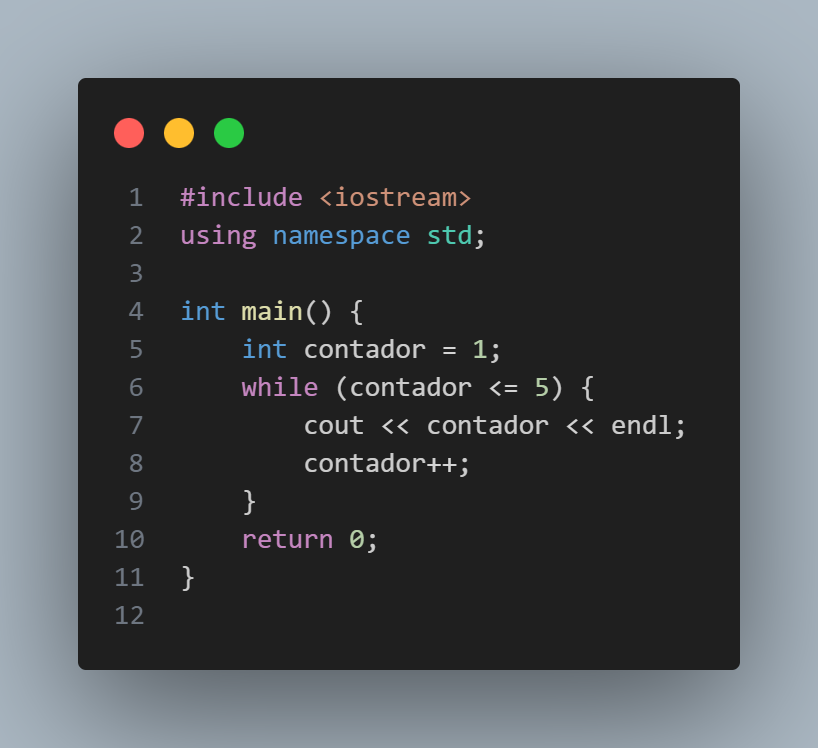 1 #include <iostream>
2 using namespace std;
3
4 int main() {
5     int contador = 1;
6     while (contador <= 5) {
7         cout << contador << endl;
8         contador++;
9     }
10     return 0;
11 }
12